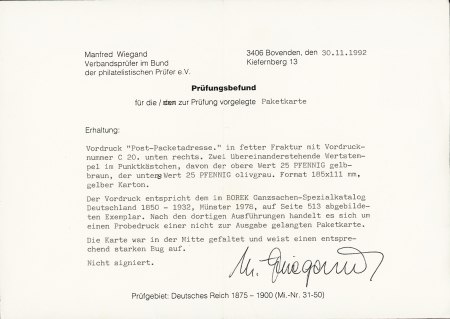 Manfred Wiegand
Verbandsprüfer im Bund
der philatelistischen Prüfer e.V.
3406 Bovenden, den 30.11.1992
Kiefernberg 13
Prüfungsbefund
für die / den zur Prüfung vorgelegte Paketkarte
Erhaltung:
Vordruck "Post-Packetadresse." in fetter Fraktur mit Vordruck-
nummer C 20. unten rechts. Zwei übereinanderstehende Wertstem-
pel im Punktkästchen, davon der obere Wert 25 PFENNIG gelb-
braun, der untere Wert 25 PFENNIG olivgrau. Format 185x111 mm,
gelber Karton.
Der Vordruck entspricht dem im BOREK Ganzsachen-Spezialkatalog
Deutschland 1850 - 1932, Münster 1978, auf Seite 513 abgebilde-
ten Exemplar. Nach den dortigen Ausführungen handelt es sich um
einen Probedruck einer nicht zur Ausgabe gelangten Paketkarte.
Die Karte war in der Mitte gefaltet und weist einen entspre-
chend starken Bug auf.
Nicht signiert.
M. Wiegand
Prüfgebiet: Deutsches Reich 1875 – 1900 (Mi.-Nr. 31-50)